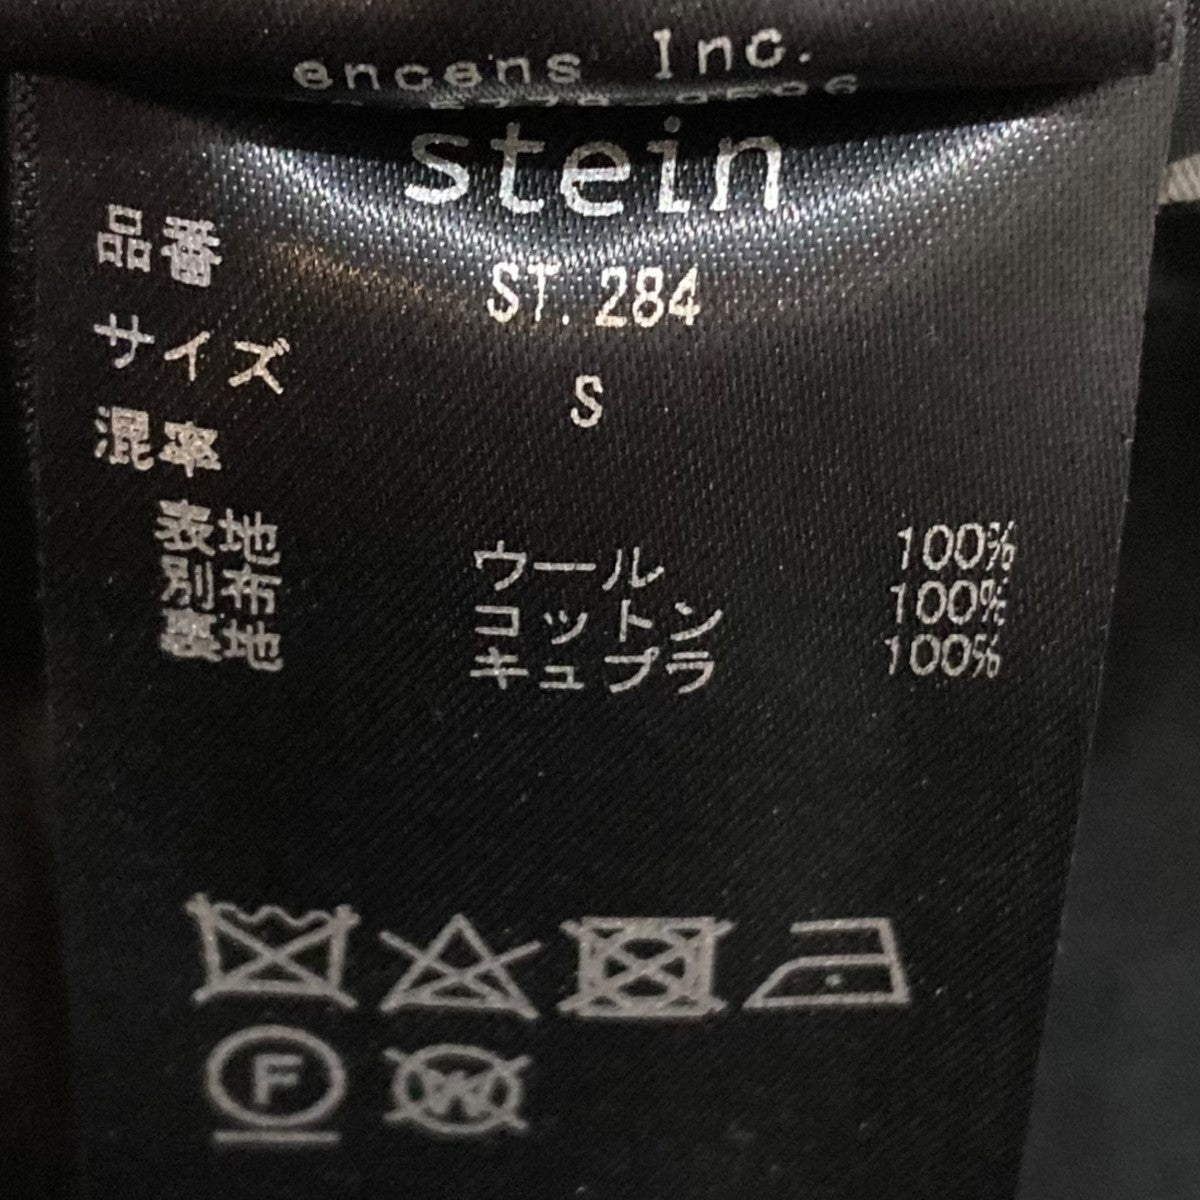 encens Inc.
stein
品番 ST.284
サイズ S
混率
表地 ウール 100%
別布 コットン 100%
裏地 キュプラ 100%
F
W